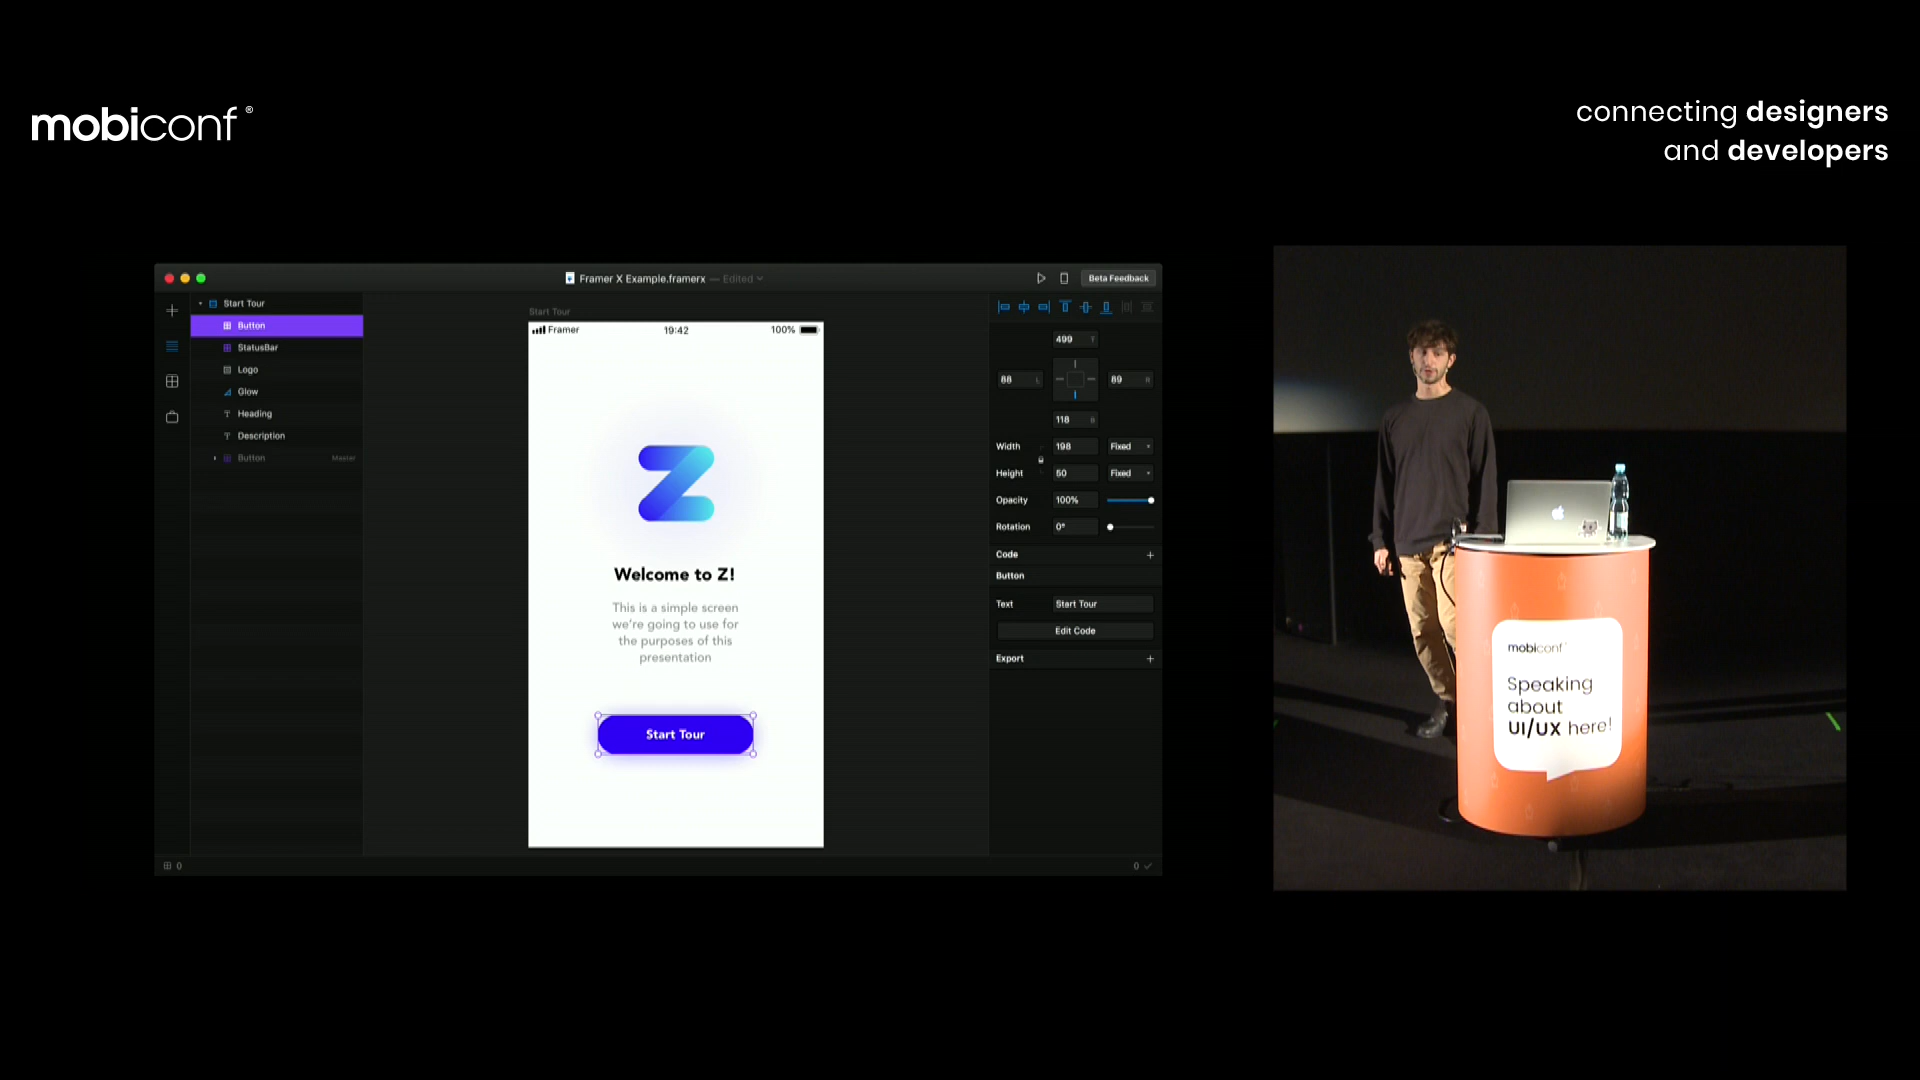 mobiconf®
connecting designers
and developers
Framer X Example.framerx — Edited
Beta Feedback
Start Tour
Button
StatusBar
Logo
Glow
Heading
Description
Button Master
0
Start Tour
Framer 19:42 100%
Welcome to Z!
This is a simple screen
we're going to use for
the purposes of this
presentation
Start Tour
499 T
88 L
89 R
118 B
Width 198 Fixed
Height 50 Fixed
Opacity 100%
Rotation 0°
Code
Button
Text Start Tour
Edit Code
Export
0
mobiconf
Speaking
about
UI/UX here!